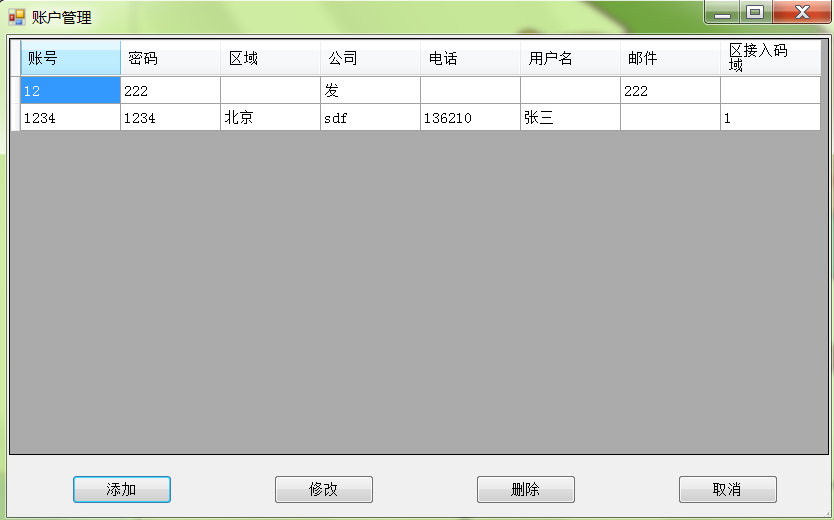 账户管理
账号 密码 区域 公司 电话 用户名 邮件 区接入码
域
12 222 发 222
1234 1234 北京 sdf 136210 张三 1
添加 修改 删除 取消